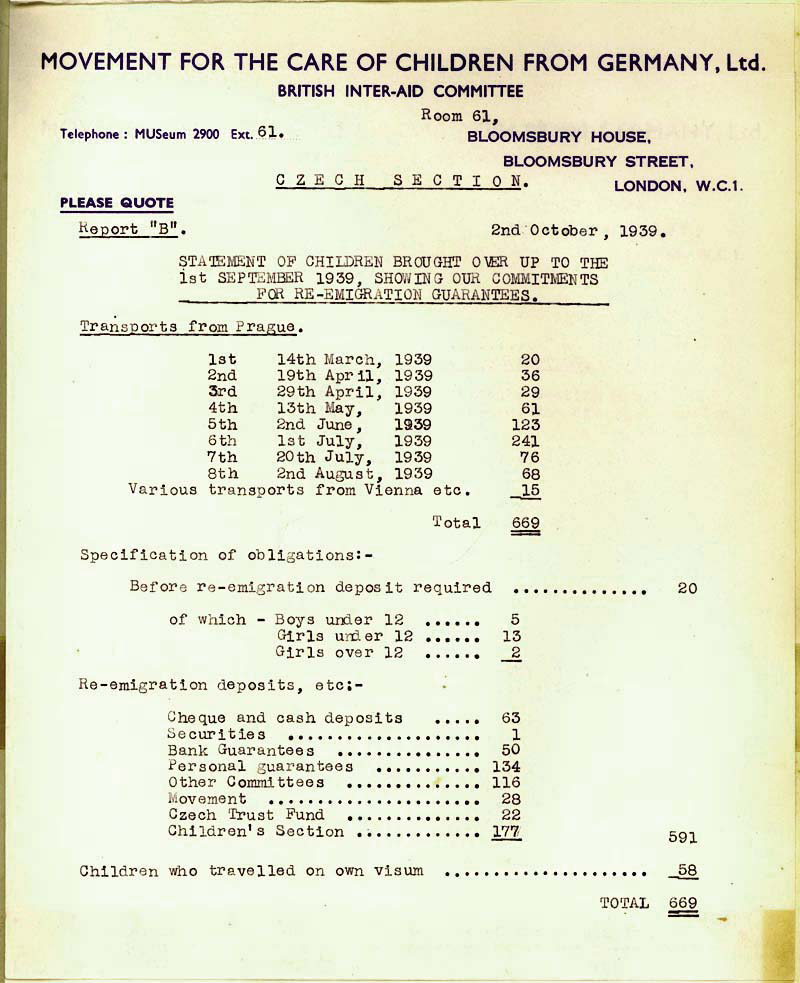 MOVEMENT FOR THE CARE OF CHILDREN FROM GERMANY, Ltd.
BRITISH INTER-AID COMMITTEE
Room 61,
Telephone : MUSeum 2900 Ext. 61.
BLOOMSBURY HOUSE,
BLOOMSBURY STREET,
CZECH SECTION.
LONDON, W.C.1.
PLEASE QUOTE
Report "B".
2nd October, 1939.
STATEMENT OF CHILDREN BROUGHT OVER UP TO THE
1st SEPTEMBER 1939, SHOWING OUR COMMITMENTS
FOR RE-EMIGRATION GUARANTEES.
Transports from Prague.
1st 14th March, 1939 20
2nd 19th April, 1939 36
3rd 29th April, 1939 29
4th 13th May, 1939 61
5th 2nd June, 1939 123
6th 1st July, 1939 241
7th 20th July, 1939 76
8th 2nd August, 1939 68
Various transports from Vienna etc. 15
Total 669
Specification of obligations:-
Before re-emigration deposit required .............. 20
of which - Boys under 12 ...... 5
Girls under 12 ...... 13
Girls over 12 ...... 2
Re-emigration deposits, etc:-
Cheque and cash deposits ..... 63
Securities .................... 1
Bank Guarantees ............... 50
Personal guarantees ........... 134
Other Committees .............. 116
Movement ...................... 28
Czech Trust Fund .............. 22
Children's Section ............. 177
591
Children who travelled on own visum ...................... 58
TOTAL 669